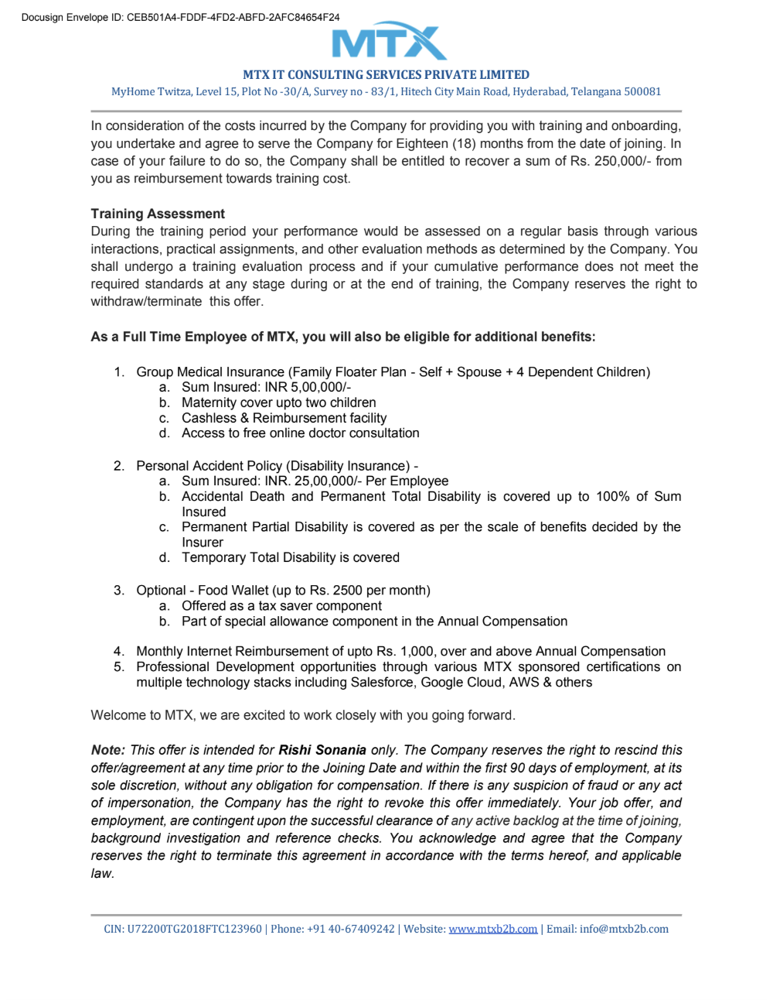 Docusign Envelope ID: CEB501A4-FDDF-4FD2-ABFD-2AFC84654F24
MTX
MTX IT CONSULTING SERVICES PRIVATE LIMITED
MyHome Twitza, Level 15, Plot No -30/A, Survey no - 83/1, Hitech City Main Road, Hyderabad, Telangana 500081
In consideration of the costs incurred by the Company for providing you with training and onboarding,
you undertake and agree to serve the Company for Eighteen (18) months from the date of joining. In
case of your failure to do so, the Company shall be entitled to recover a sum of Rs. 250,000/- from
you as reimbursement towards training cost.
Training Assessment
During the training period your performance would be assessed on a regular basis through various
interactions, practical assignments, and other evaluation methods as determined by the Company. You
shall undergo a training evaluation process and if your cumulative performance does not meet the
required standards at any stage during or at the end of training, the Company reserves the right to
withdraw/terminate  this offer.
As a Full Time Employee of MTX, you will also be eligible for additional benefits:
1. Group Medical Insurance (Family Floater Plan - Self + Spouse + 4 Dependent Children)
a. Sum Insured: INR 5,00,000/-
b. Maternity cover upto two children
c. Cashless & Reimbursement facility
d. Access to free online doctor consultation
2. Personal Accident Policy (Disability Insurance) -
a. Sum Insured: INR. 25,00,000/- Per Employee
b. Accidental Death and Permanent Total Disability is covered up to 100% of Sum
Insured
c. Permanent Partial Disability is covered as per the scale of benefits decided by the
Insurer
d. Temporary Total Disability is covered
3. Optional - Food Wallet (up to Rs. 2500 per month)
a. Offered as a tax saver component
b. Part of special allowance component in the Annual Compensation
4. Monthly Internet Reimbursement of upto Rs. 1,000, over and above Annual Compensation
5. Professional Development opportunities through various MTX sponsored certifications on
multiple technology stacks including Salesforce, Google Cloud, AWS & others
Welcome to MTX, we are excited to work closely with you going forward.
Note: This offer is intended for Rishi Sonania only. The Company reserves the right to rescind this
offer/agreement at any time prior to the Joining Date and within the first 90 days of employment, at its
sole discretion, without any obligation for compensation. If there is any suspicion of fraud or any act
of impersonation, the Company has the right to revoke this offer immediately. Your job offer, and
employment, are contingent upon the successful clearance of any active backlog at the time of joining,
background investigation and reference checks. You acknowledge and agree that the Company
reserves the right to terminate this agreement in accordance with the terms hereof, and applicable
law.
CIN: U72200TG2018FTC123960 | Phone: +91 40-67409242 | Website: www.mtxb2b.com | Email: info@mtxb2b.com